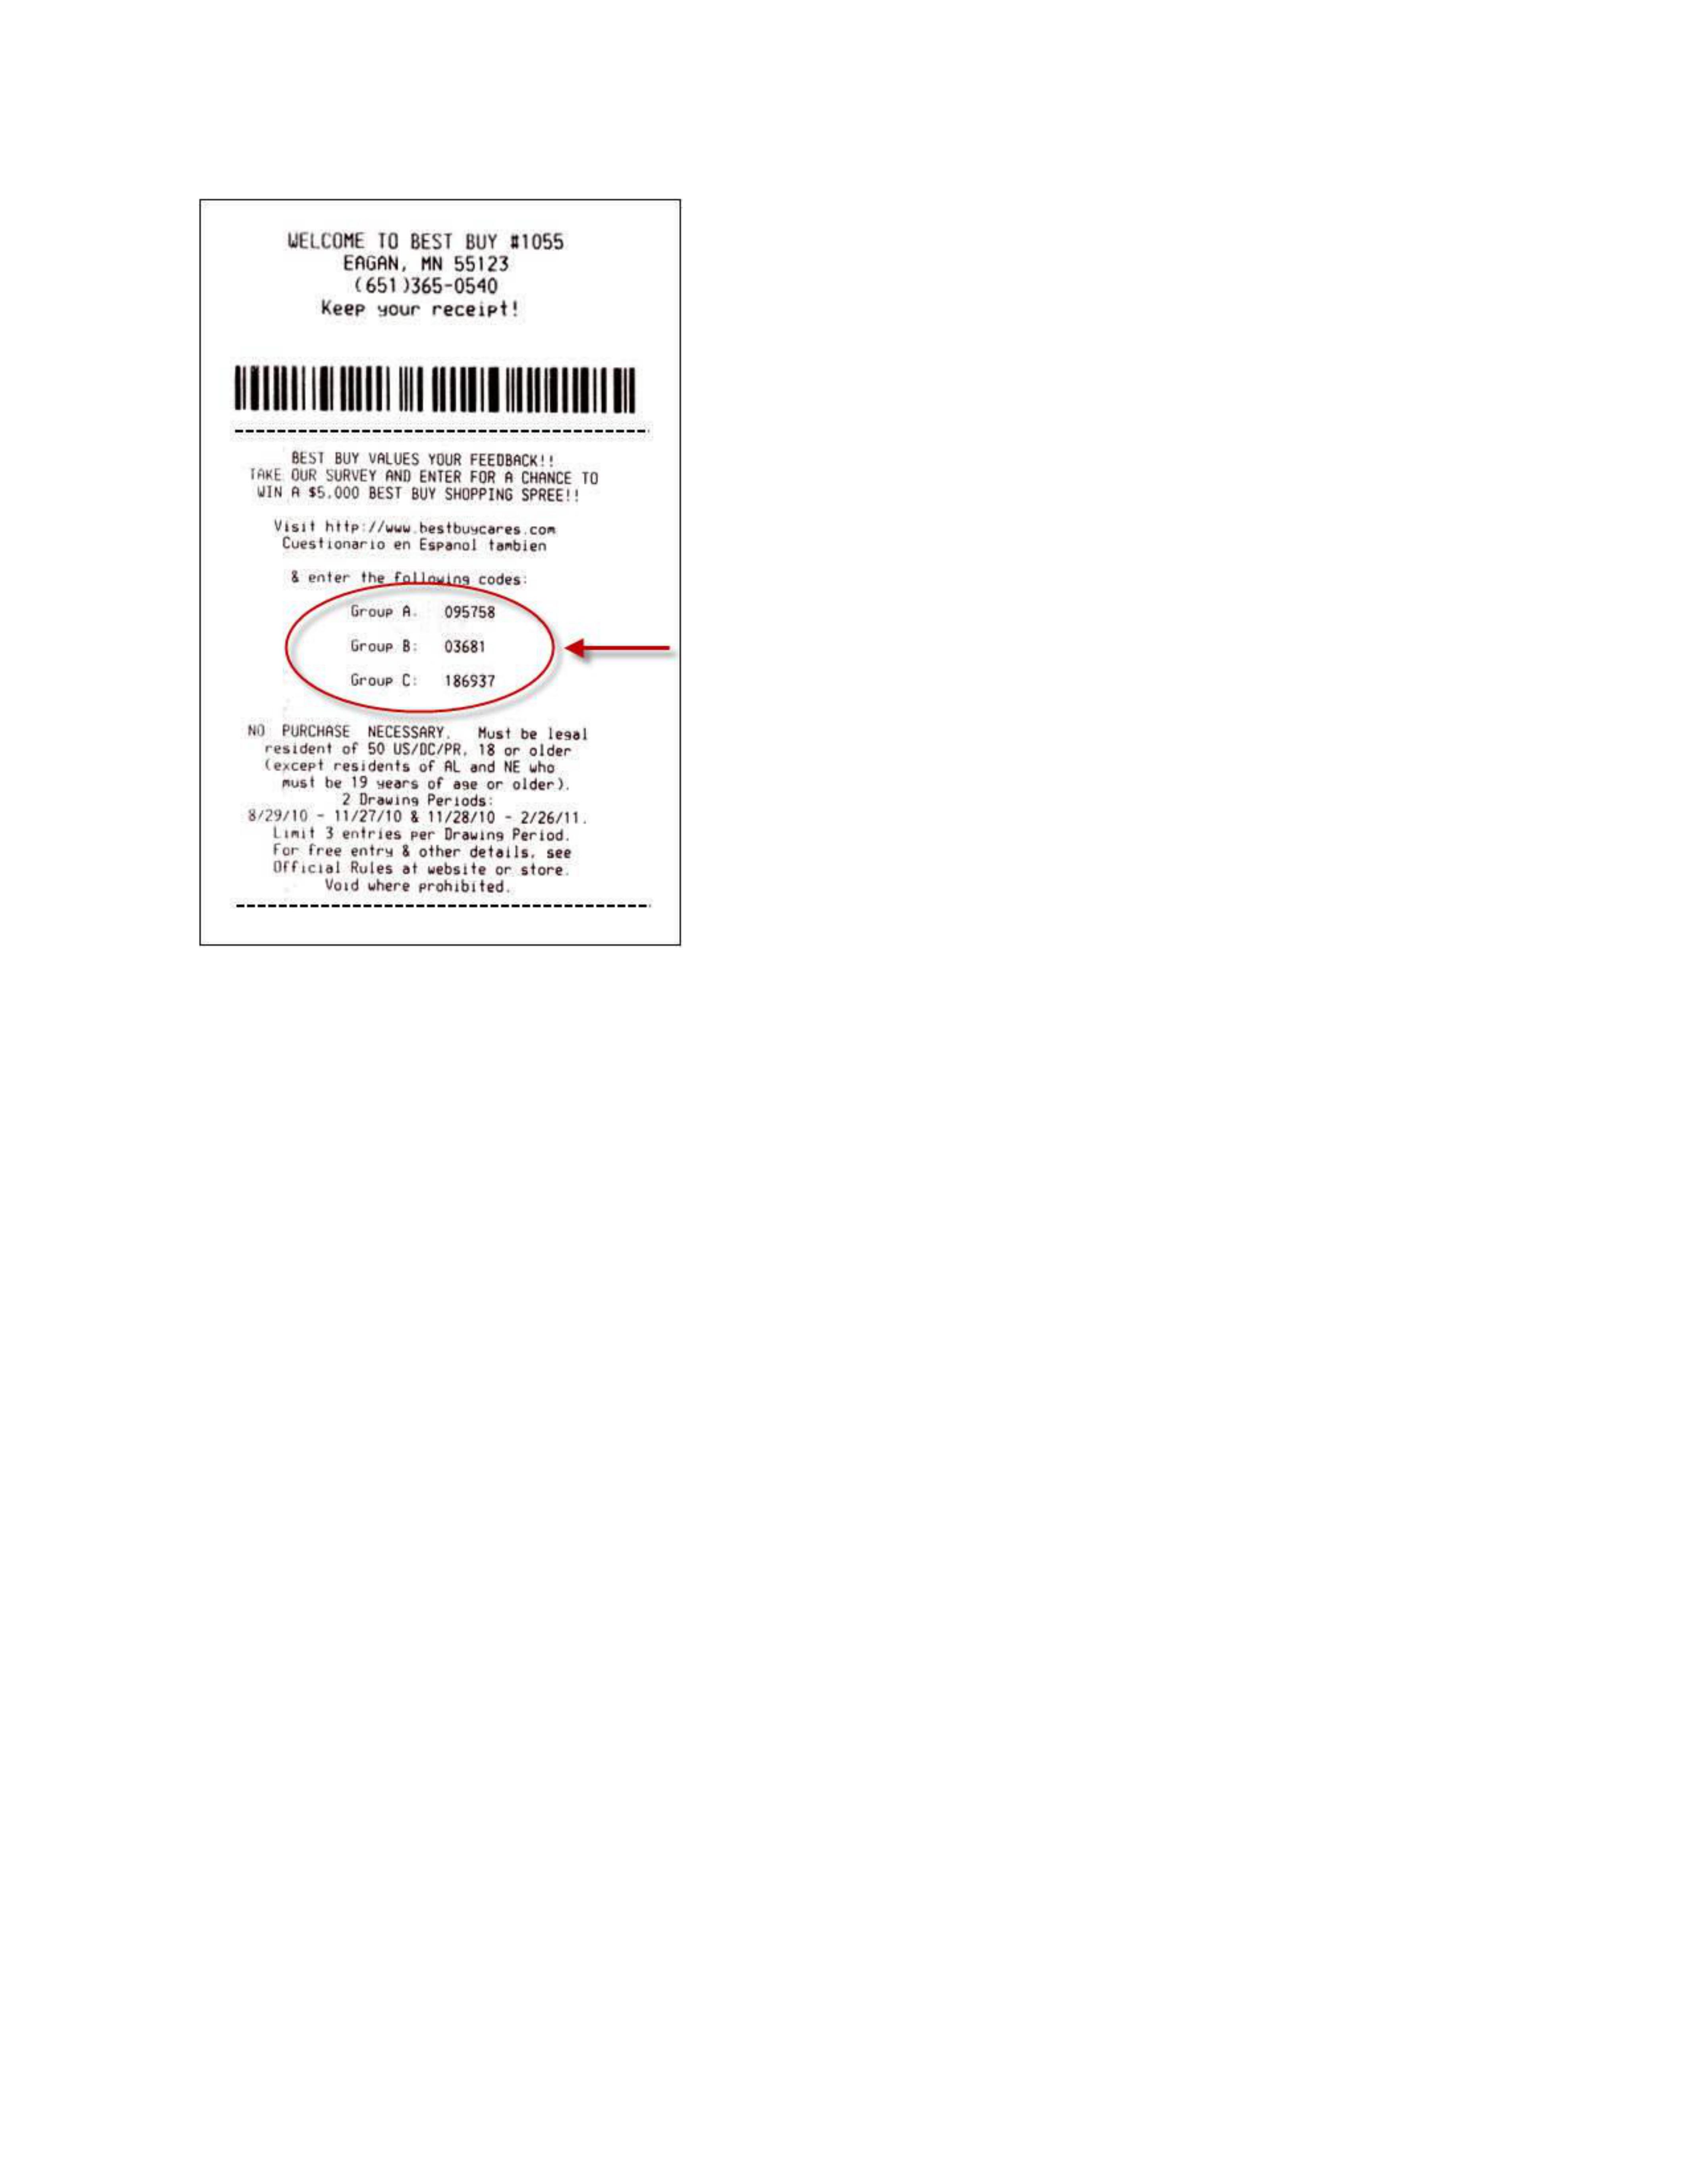 WELCOME TO BEST BUY #1055
EAGAN, MN 55123
(651)365-0540
Keep your receipt!
BEST BUY VALUES YOUR FEEDBACK!!
TAKE OUR SURVEY AND ENTER FOR A CHANCE TO
WIN A $5,000 BEST BUY SHOPPING SPREE!!
Visit http://www.bestbuycares.com
Cuestionario en Espanol tambien
& enter the following codes:
Group A. 095758
Group B: 03681
Group C: 186937
NO PURCHASE NECESSARY. Must be legal
resident of 50 US/DC/PR, 18 or older
(except residents of AL and NE who
must be 19 years of age or older).
2 Drawing Periods:
8/29/10 - 11/27/10 & 11/28/10 - 2/26/11.
Limit 3 entries per Drawing Period.
For free entry & other details, see
Official Rules at website or store.
Void where prohibited.